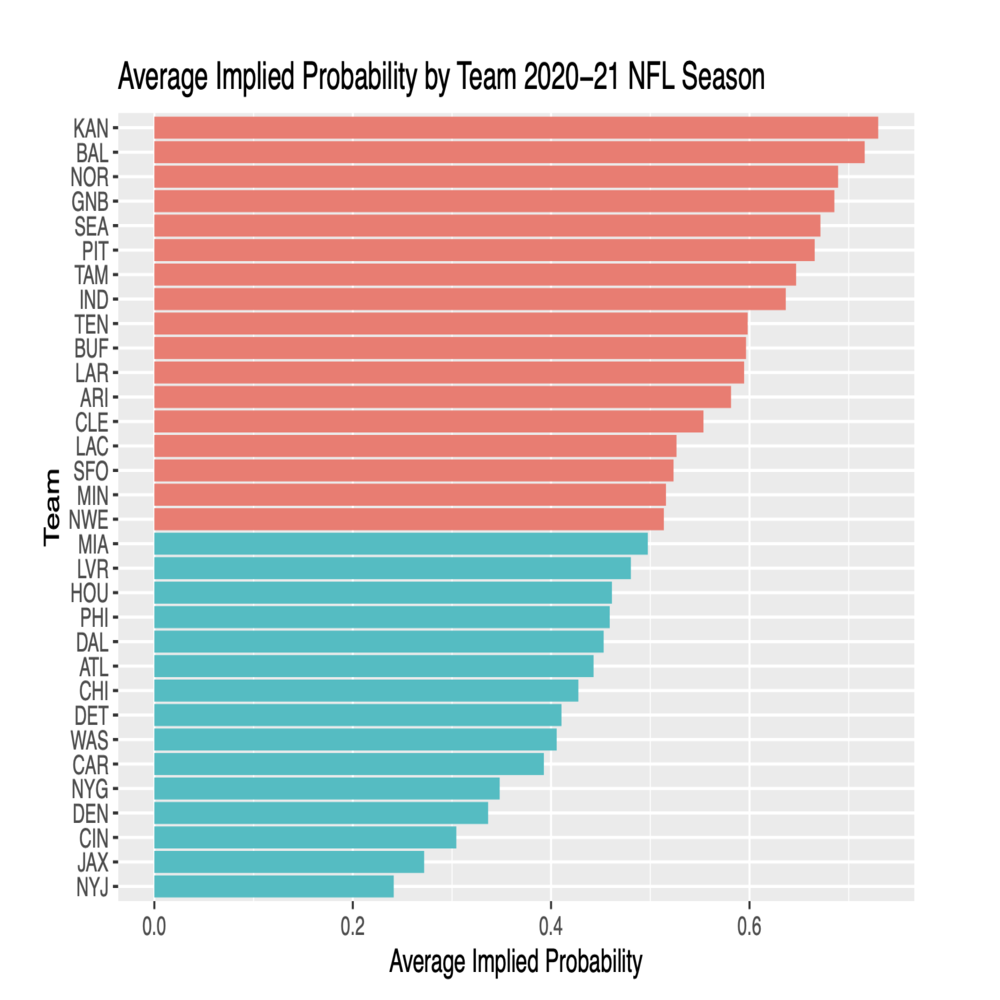 Average Implied Probability by Team 2020–21 NFL Season
KAN
BAL
NOR
GNB
SEA
PIT
TAM
IND
TEN
BUF
LAR
ARI
CLE
LAC
SFO
MIN
NWE
MIA
LVR
HOU
PHI
DAL
ATL
CHI
DET
WAS
CAR
NYG
DEN
CIN
JAX
NYJ
Team
0.0 0.2 0.4 0.6
Average Implied Probability